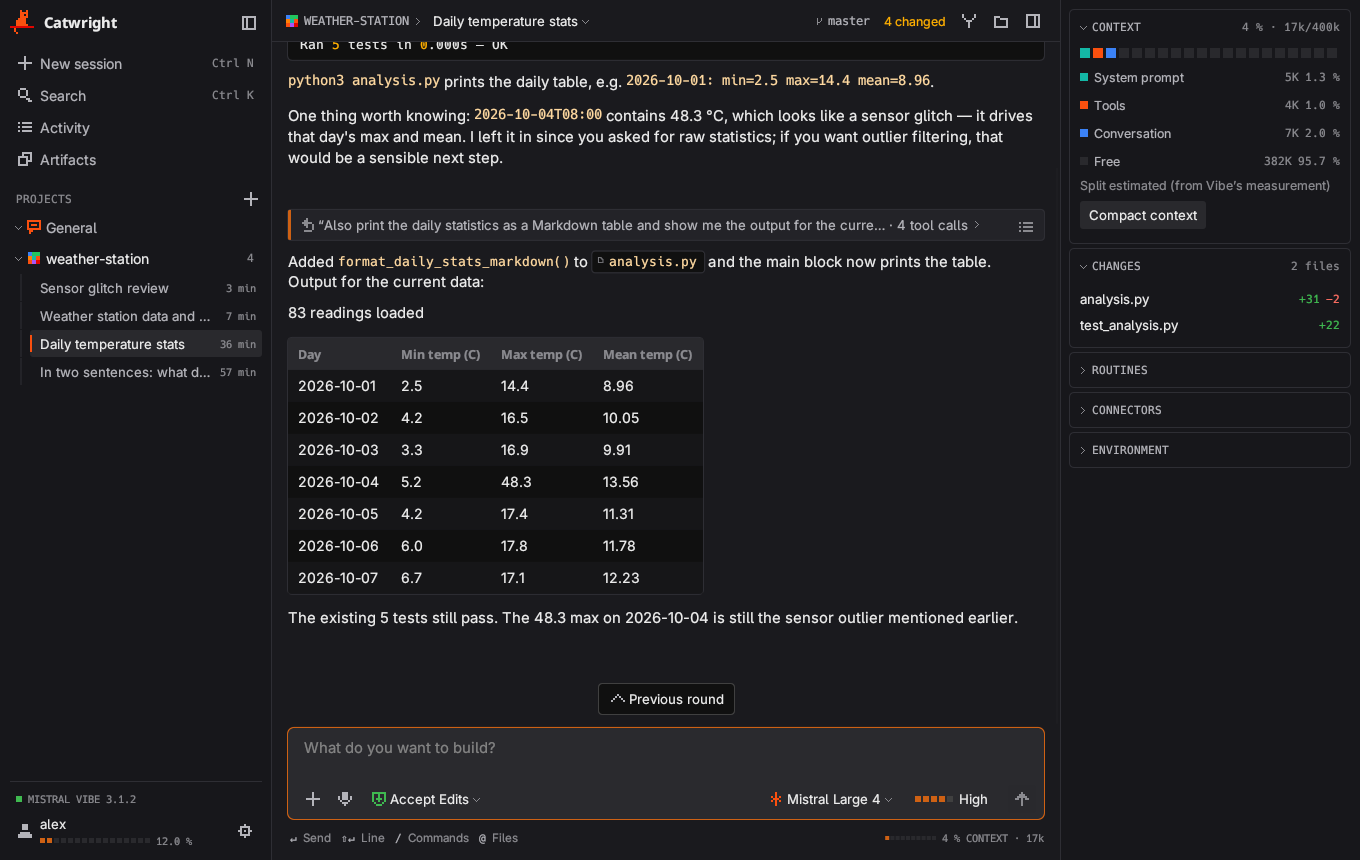 Catwright
New session Ctrl N
Search Ctrl K
Activity
Artifacts
PROJECTS
General
weather-station 4
Sensor glitch review 3 min
Weather station data and ... 7 min
Daily temperature stats 36 min
In two sentences: what d... 57 min
MISTRAL VIBE 3.1.2
alex
12.0 %
WEATHER-STATION > Daily temperature stats
master 4 changed
Ran 5 tests in 0.000s — OK
python3 analysis.py prints the daily table, e.g. 2026-10-01: min=2.5 max=14.4 mean=8.96.
One thing worth knowing: 2026-10-04T08:00 contains 48.3 °C, which looks like a sensor glitch — it drives
that day's max and mean. I left it in since you asked for raw statistics; if you want outlier filtering, that
would be a sensible next step.
“Also print the daily statistics as a Markdown table and show me the output for the curre... · 4 tool calls >
Added format_daily_stats_markdown() to analysis.py and the main block now prints the table.
Output for the current data:
83 readings loaded
Day Min temp (C) Max temp (C) Mean temp (C)
2026-10-01 2.5 14.4 8.96
2026-10-02 4.2 16.5 10.05
2026-10-03 3.3 16.9 9.91
2026-10-04 5.2 48.3 13.56
2026-10-05 4.2 17.4 11.31
2026-10-06 6.0 17.8 11.78
2026-10-07 6.7 17.1 12.23
The existing 5 tests still pass. The 48.3 max on 2026-10-04 is still the sensor outlier mentioned earlier.
Previous round
What do you want to build?
Accept Edits
Mistral Large 4
High
↵ Send ⇧↵ Line / Commands @ Files
4 % CONTEXT · 17k
CONTEXT 4 % · 17k/400k
System prompt 5K 1.3 %
Tools 4K 1.0 %
Conversation 7K 2.0 %
Free 382K 95.7 %
Split estimated (from Vibe's measurement)
Compact context
CHANGES 2 files
analysis.py +31 −2
test_analysis.py +22
ROUTINES
CONNECTORS
ENVIRONMENT